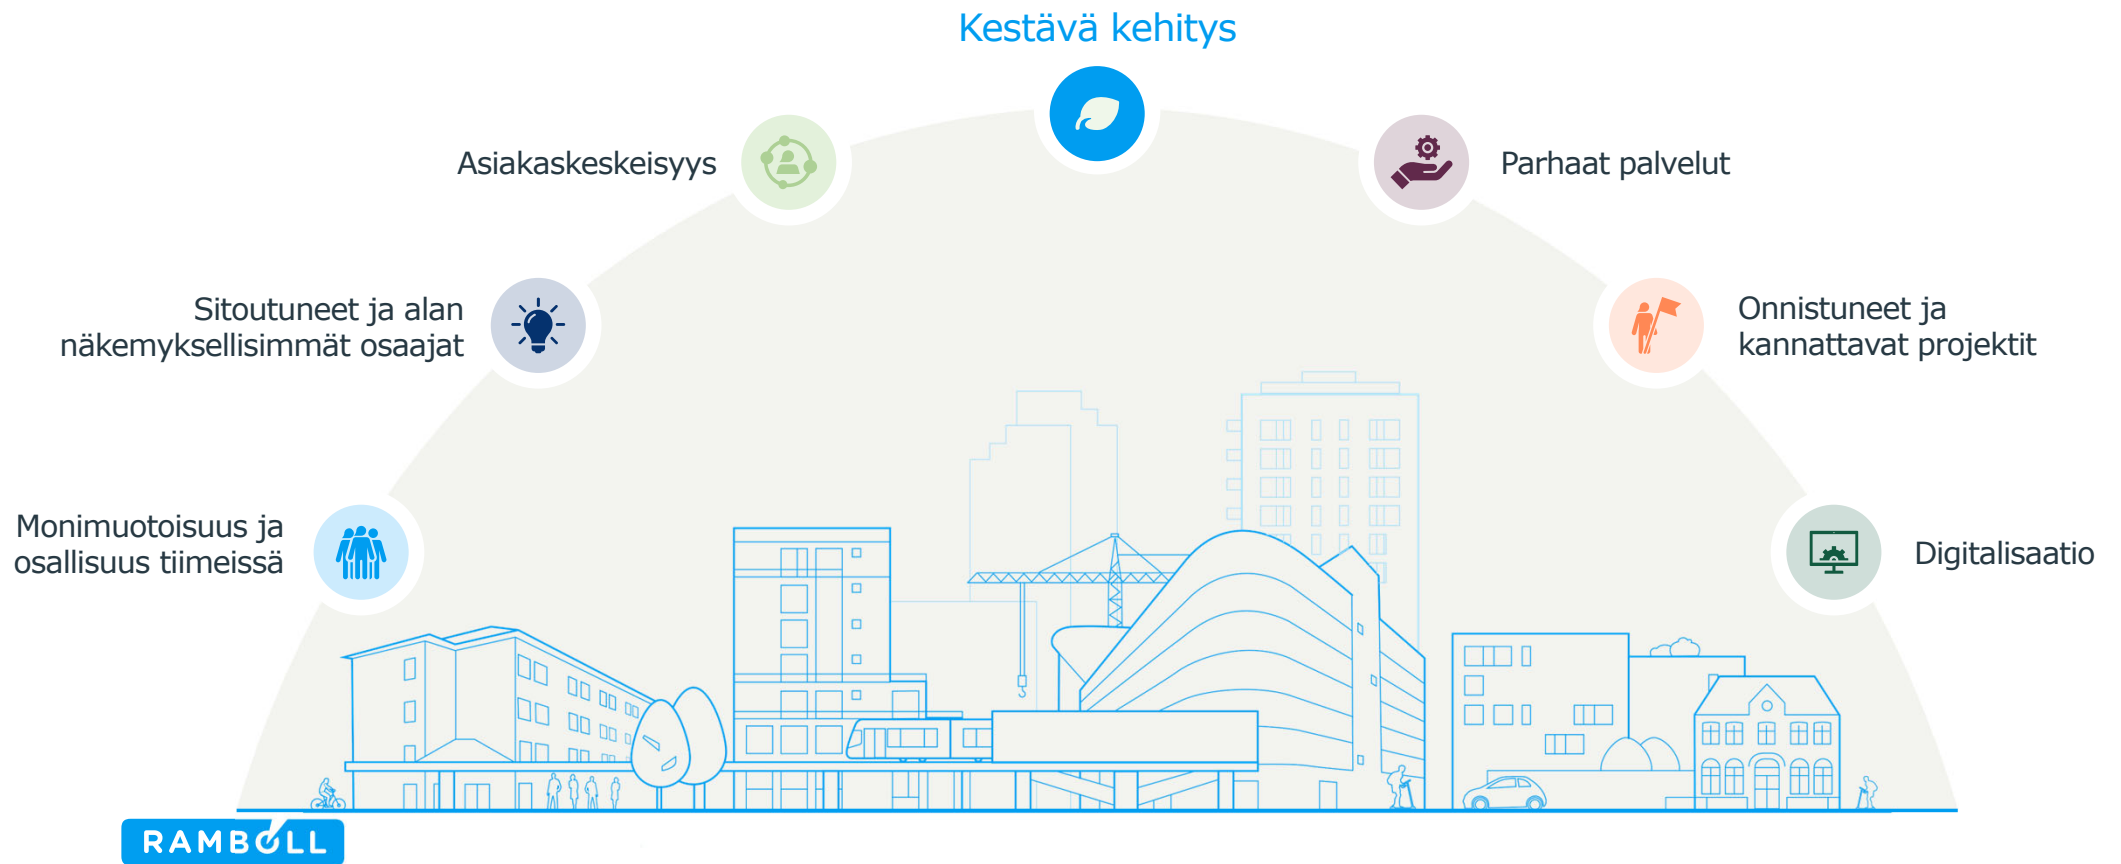 Kestävä kehitys
Asiakaskeskeisyys
Parhaat palvelut
Sitoutuneet ja alan
näkemyksellisimmät osaajat
Onnistuneet ja
kannattavat projektit
Monimuotoisuus ja
osallisuus tiimeissä
Digitalisaatio
RAMBOLL